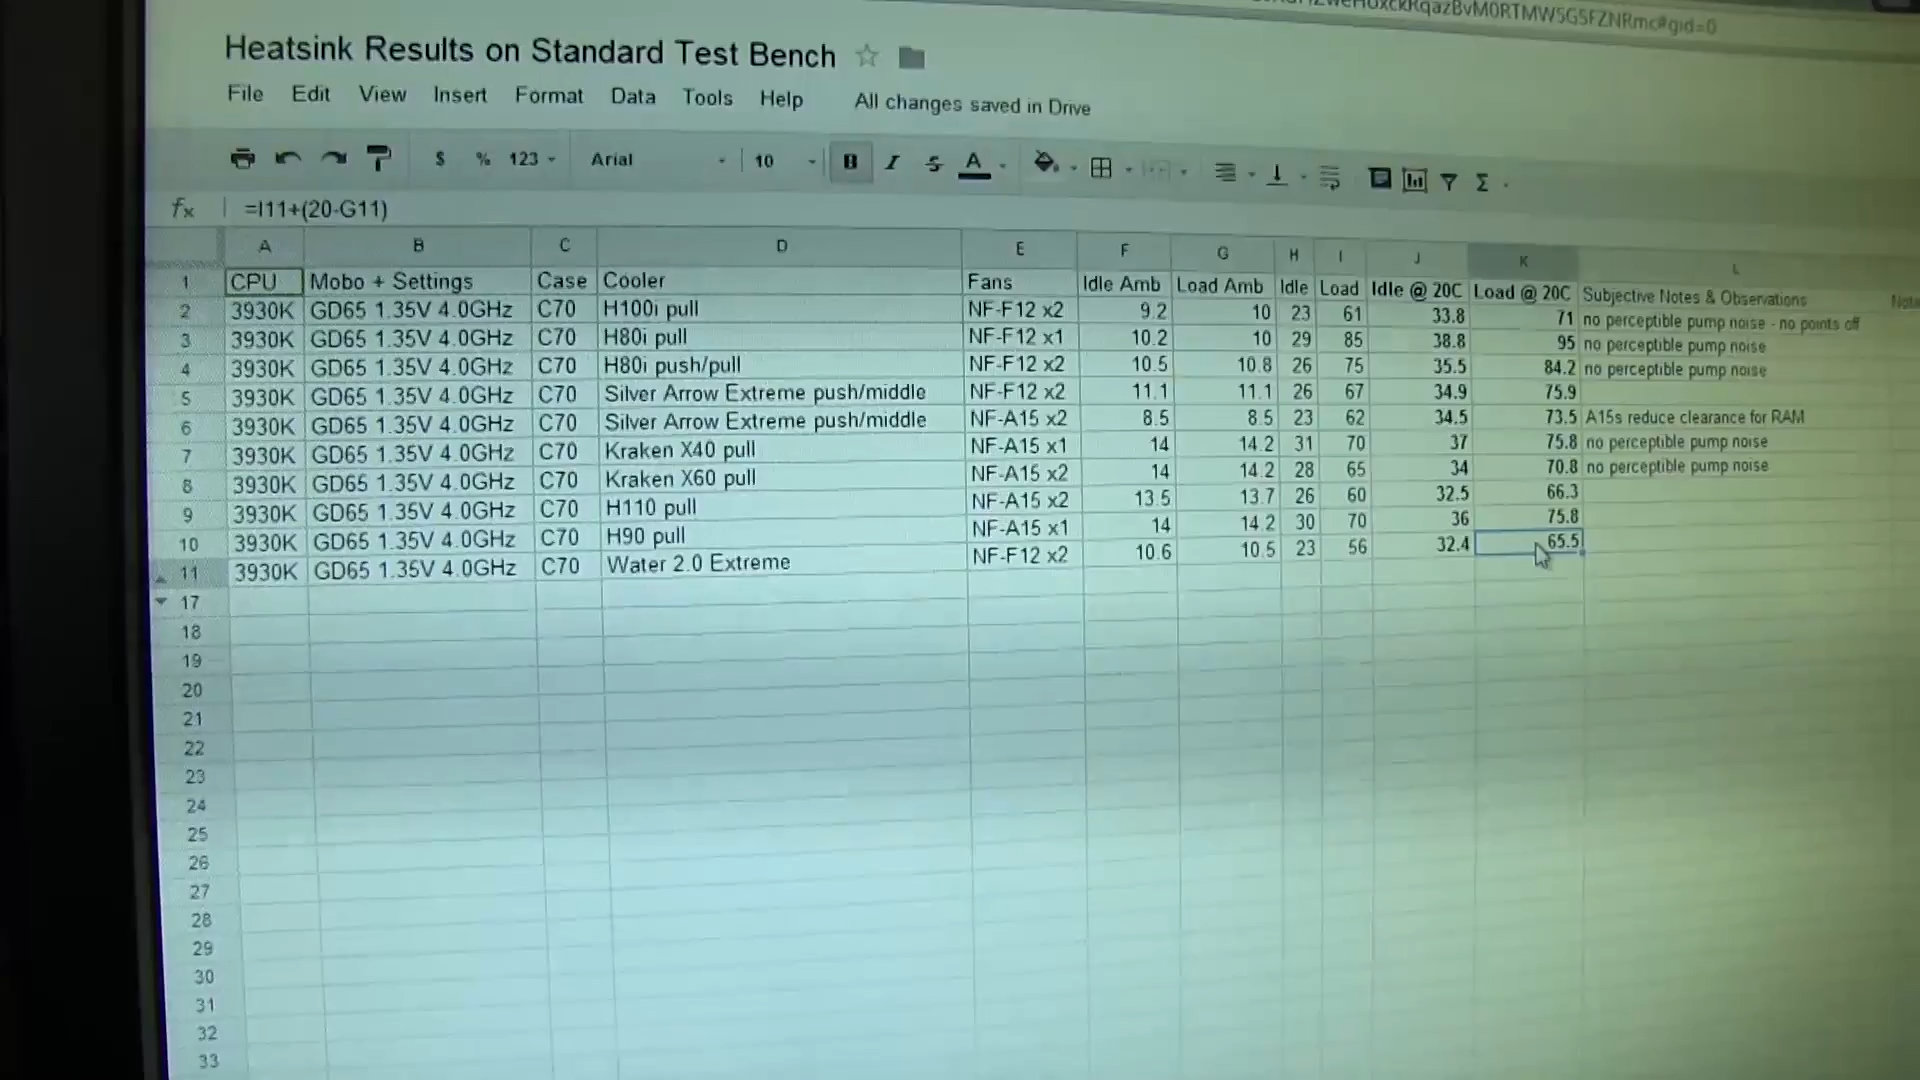 RqazBvM0RTMW5G5FZNRmc#gid=0
Heatsink Results on Standard Test Bench
File Edit View Insert Format Data Tools Help All changes saved in Drive
$ % 123 Arial 10 B I S A Σ
fx =I11+(20-G11)
A B C D E F G H I J K L
1 CPU Mobo + Settings Case Cooler Fans Idle Amb Load Amb Idle Load Idle @ 20C Load @ 20C Subjective Notes & Observations
2 3930K GD65 1.35V 4.0GHz C70 H100i pull NF-F12 x2 9.2 10 23 61 33.8 71 no perceptible pump noise - no points off
3 3930K GD65 1.35V 4.0GHz C70 H80i pull NF-F12 x1 10.2 10 29 85 38.8 95 no perceptible pump noise
4 3930K GD65 1.35V 4.0GHz C70 H80i push/pull NF-F12 x2 10.5 10.8 26 75 35.5 84.2 no perceptible pump noise
5 3930K GD65 1.35V 4.0GHz C70 Silver Arrow Extreme push/middle NF-F12 x2 11.1 11.1 26 67 34.9 75.9
6 3930K GD65 1.35V 4.0GHz C70 Silver Arrow Extreme push/middle NF-A15 x2 8.5 8.5 23 62 34.5 73.5 A15s reduce clearance for RAM
7 3930K GD65 1.35V 4.0GHz C70 Kraken X40 pull NF-A15 x1 14 14.2 31 70 37 75.8 no perceptible pump noise
8 3930K GD65 1.35V 4.0GHz C70 Kraken X60 pull NF-A15 x2 14 14.2 28 65 34 70.8 no perceptible pump noise
9 3930K GD65 1.35V 4.0GHz C70 H110 pull NF-A15 x2 13.5 13.7 26 60 32.5 66.3
10 3930K GD65 1.35V 4.0GHz C70 H90 pull NF-A15 x1 14 14.2 30 70 36 75.8
11 3930K GD65 1.35V 4.0GHz C70 Water 2.0 Extreme NF-F12 x2 10.6 10.5 23 56 32.4 65.5
17
18
19
20
21
22
23
24
25
26
27
28
29
30
31
32
33